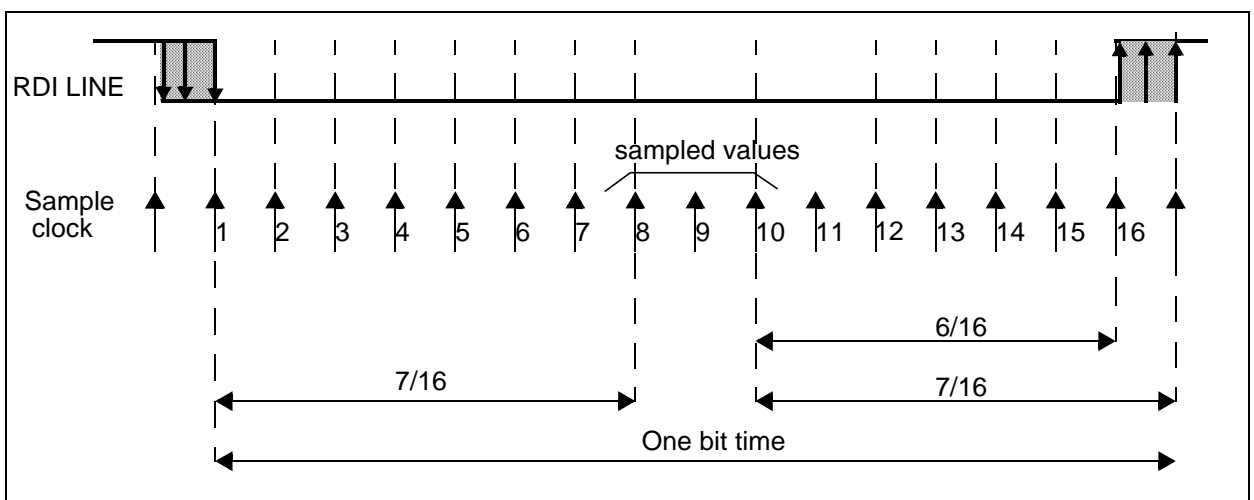 RDI LINE
sampled values
Sample
clock
1 2 3 4 5 6 7 8 9 10 11 12 13 14 15 16
6/16
7/16
7/16
One bit time